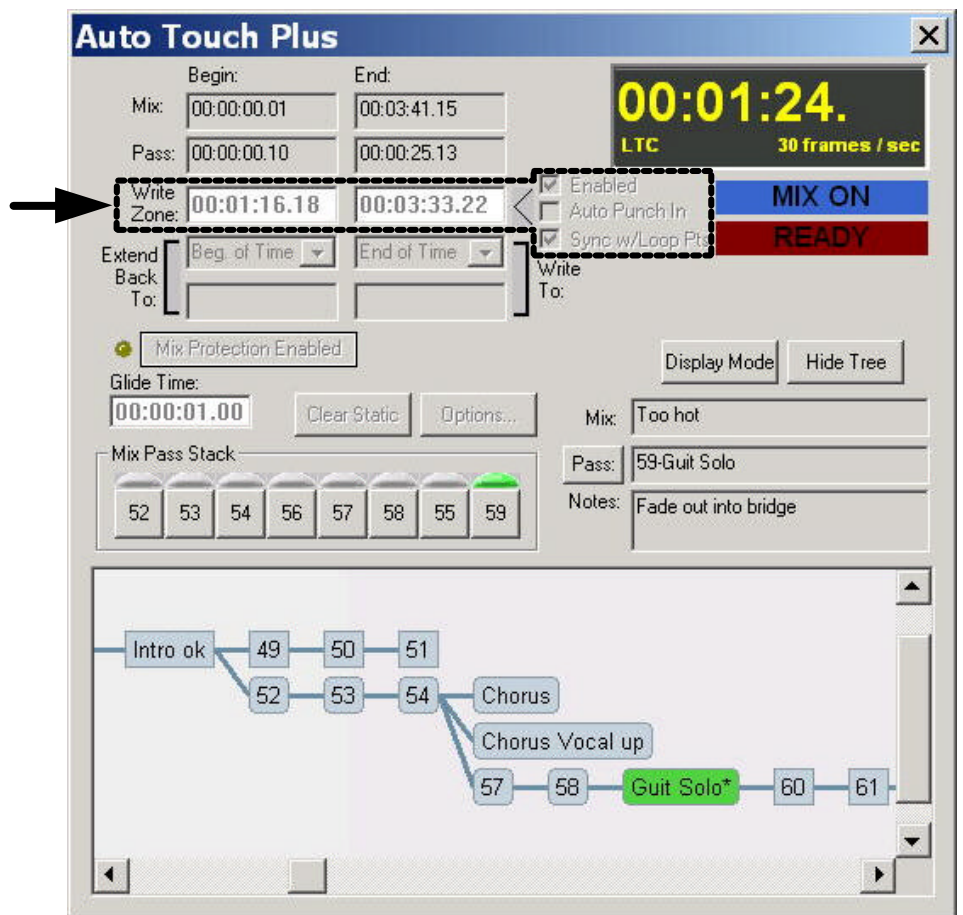 Auto Touch Plus
Begin: End:
Mix: 00:00:00.01 00:03:41.15
00:01:24.
LTC 30 frames / sec
Pass: 00:00:00.10 00:00:25.13
Write Zone: 00:01:16.18 00:03:33.22
Enabled
Auto Punch In
Sync w/Loop Pts
MIX ON
READY
Extend Back To: Beg. of Time End of Time
Write To:
Mix Protection Enabled
Display Mode Hide Tree
Glide Time:
00:00:01.00 Clear Static Options...
Mix: Too hot
Mix Pass Stack
Pass: 59-Guit Solo
52 53 54 56 57 58 55 59
Notes: Fade out into bridge
Intro ok 49 50 51
52 53 54 Chorus
Chorus Vocal up
57 58 Guit Solo* 60 61